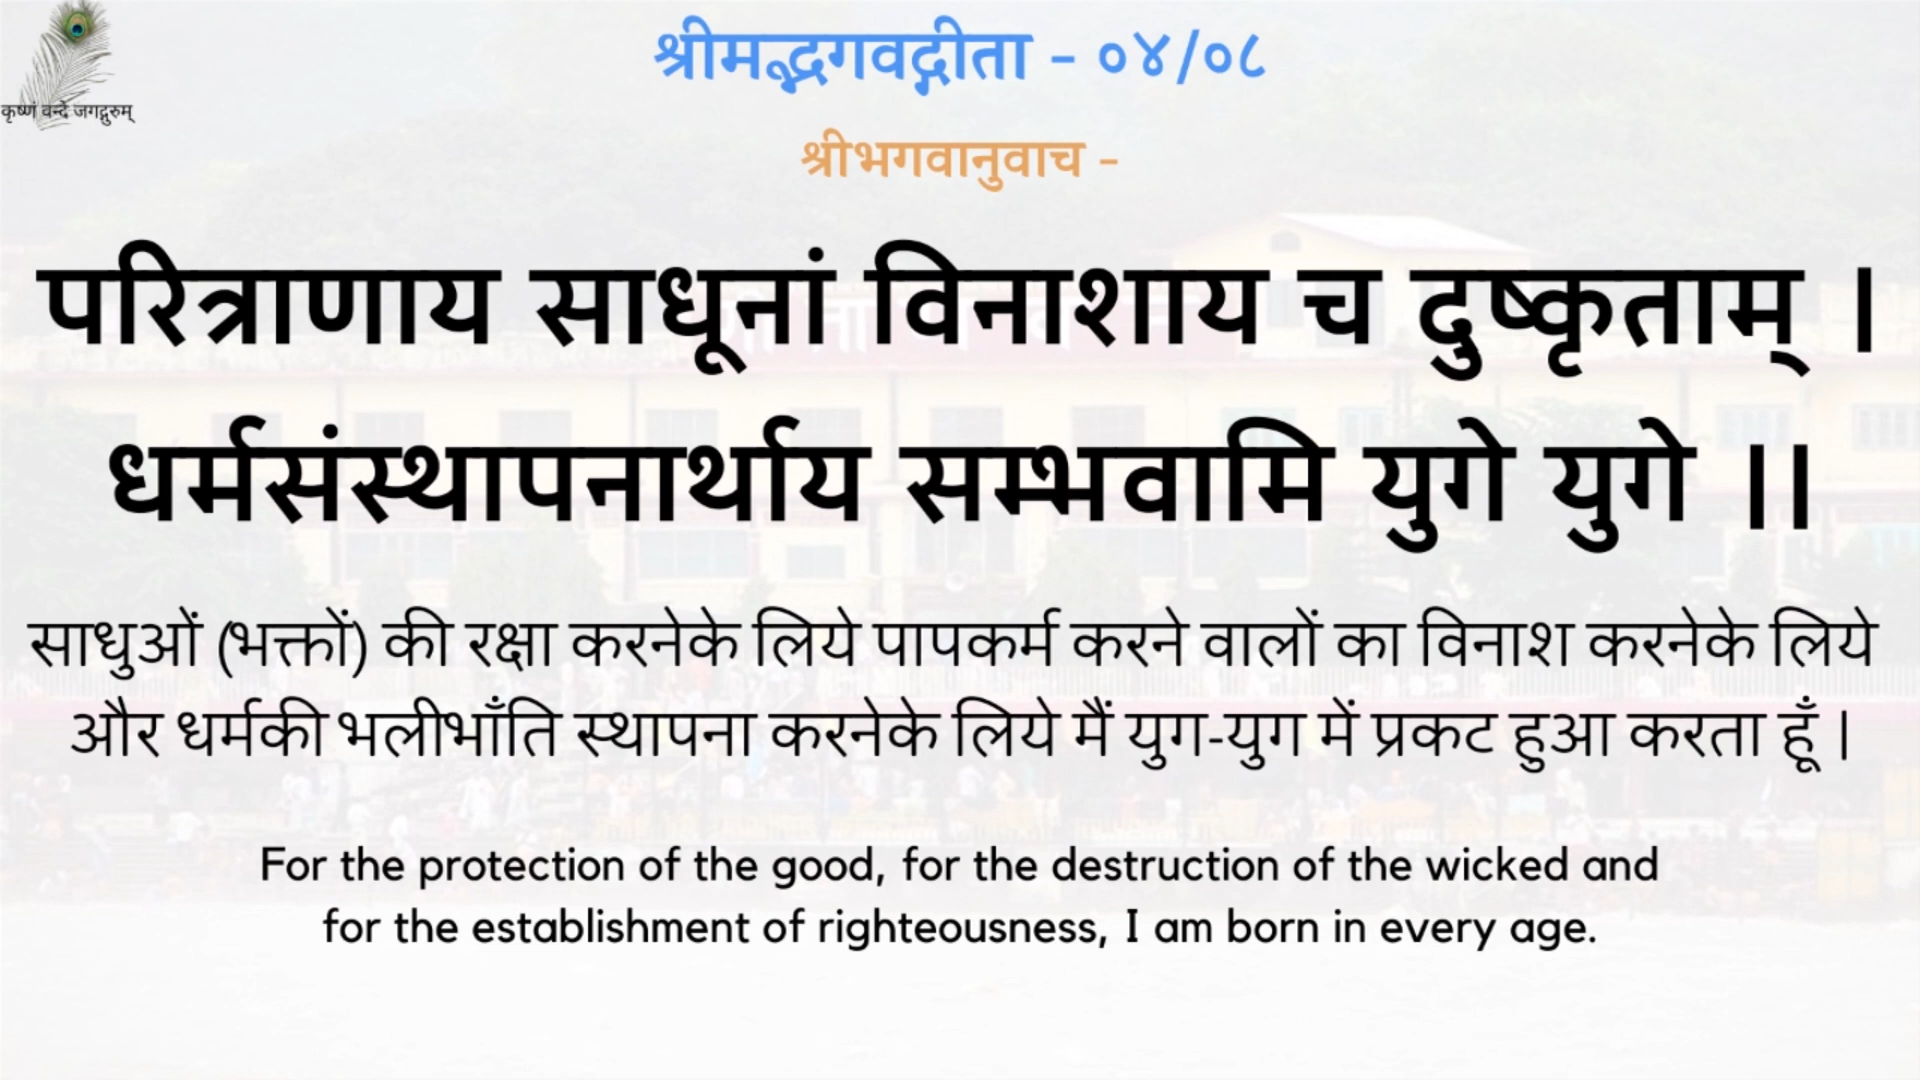 कृष्णं वन्दे जगद्गुरुम्
श्रीमद्भगवद्गीता - ०४/०८
श्रीभगवानुवाच -
परित्राणाय साधूनां विनाशाय च दुष्कृताम् ।
धर्मसंस्थापनार्थाय सम्भवामि युगे युगे ।।
साधुओं (भक्तों) की रक्षा करनेके लिये पापकर्म करने वालों का विनाश करनेके लिये
और धर्मकी भलीभाँति स्थापना करनेके लिये मैं युग-युग में प्रकट हुआ करता हूँ ।
For the protection of the good, for the destruction of the wicked and
for the establishment of righteousness, I am born in every age.